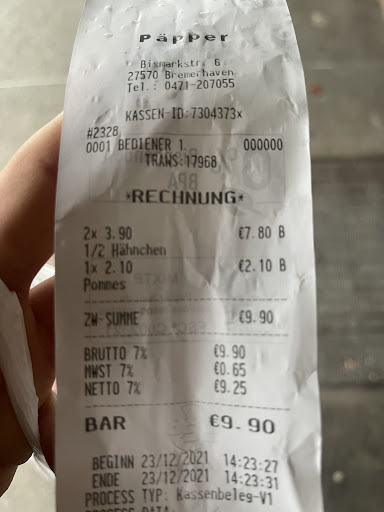 Päpper
Bismarkstr. 6
27570 Bremerhaven
Tel.: 0471-207055
KASSEN-ID:7304373x
#2328
0001 BEDIENER 1 000000
TRANS:17968
*RECHNUNG*
2x 3.90 €7.80 B
1/2 Hähnchen
1x 2.10 €2.10 B
Pommes
ZW-SUMME €9.90
BRUTTO 7% €9.90
MWST 7% €0.65
NETTO 7% €9.25
BAR €9.90
BEGINN 23/12/2021 14:23:27
ENDE 23/12/2021 14:23:31
PROCESS TYP: Kassenbeleg-V1
PROCESS DATA: